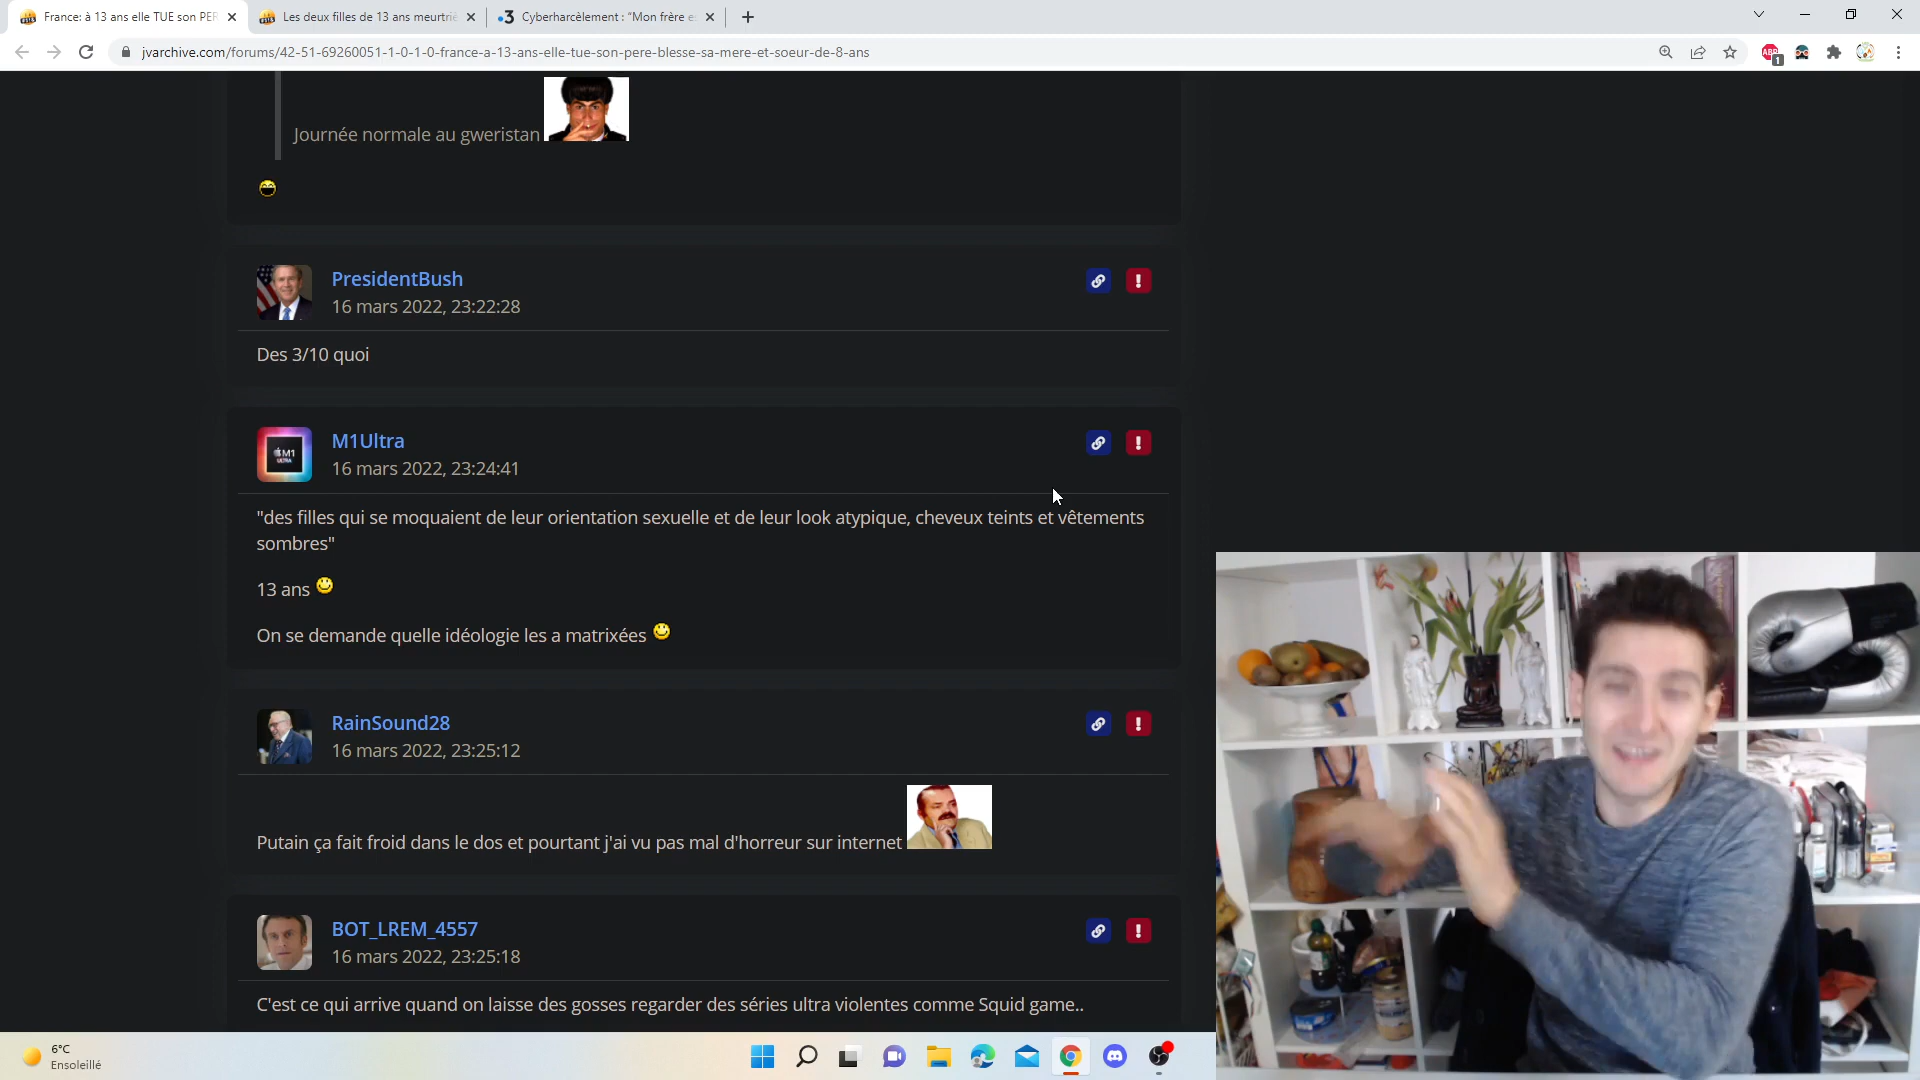 France: à 13 ans elle TUE son PER
Les deux filles de 13 ans meurtriè
3 Cyberharcèlement : "Mon frère e
jvarchive.com/forums/42-51-69260051-1-0-1-0-france-a-13-ans-elle-tue-son-pere-blesse-sa-mere-et-soeur-de-8-ans
ABP
1
Journée normale au gweristan
PresidentBush
16 mars 2022, 23:22:28
Des 3/10 quoi
M1
ULTRA
M1Ultra
16 mars 2022, 23:24:41
"des filles qui se moquaient de leur orientation sexuelle et de leur look atypique, cheveux teints et vêtements
sombres"
13 ans
On se demande quelle idéologie les a matrixées
RainSound28
16 mars 2022, 23:25:12
Putain ça fait froid dans le dos et pourtant j'ai vu pas mal d'horreur sur internet
BOT_LREM_4557
16 mars 2022, 23:25:18
C'est ce qui arrive quand on laisse des gosses regarder des séries ultra violentes comme Squid game..
6°C
Ensoleillé